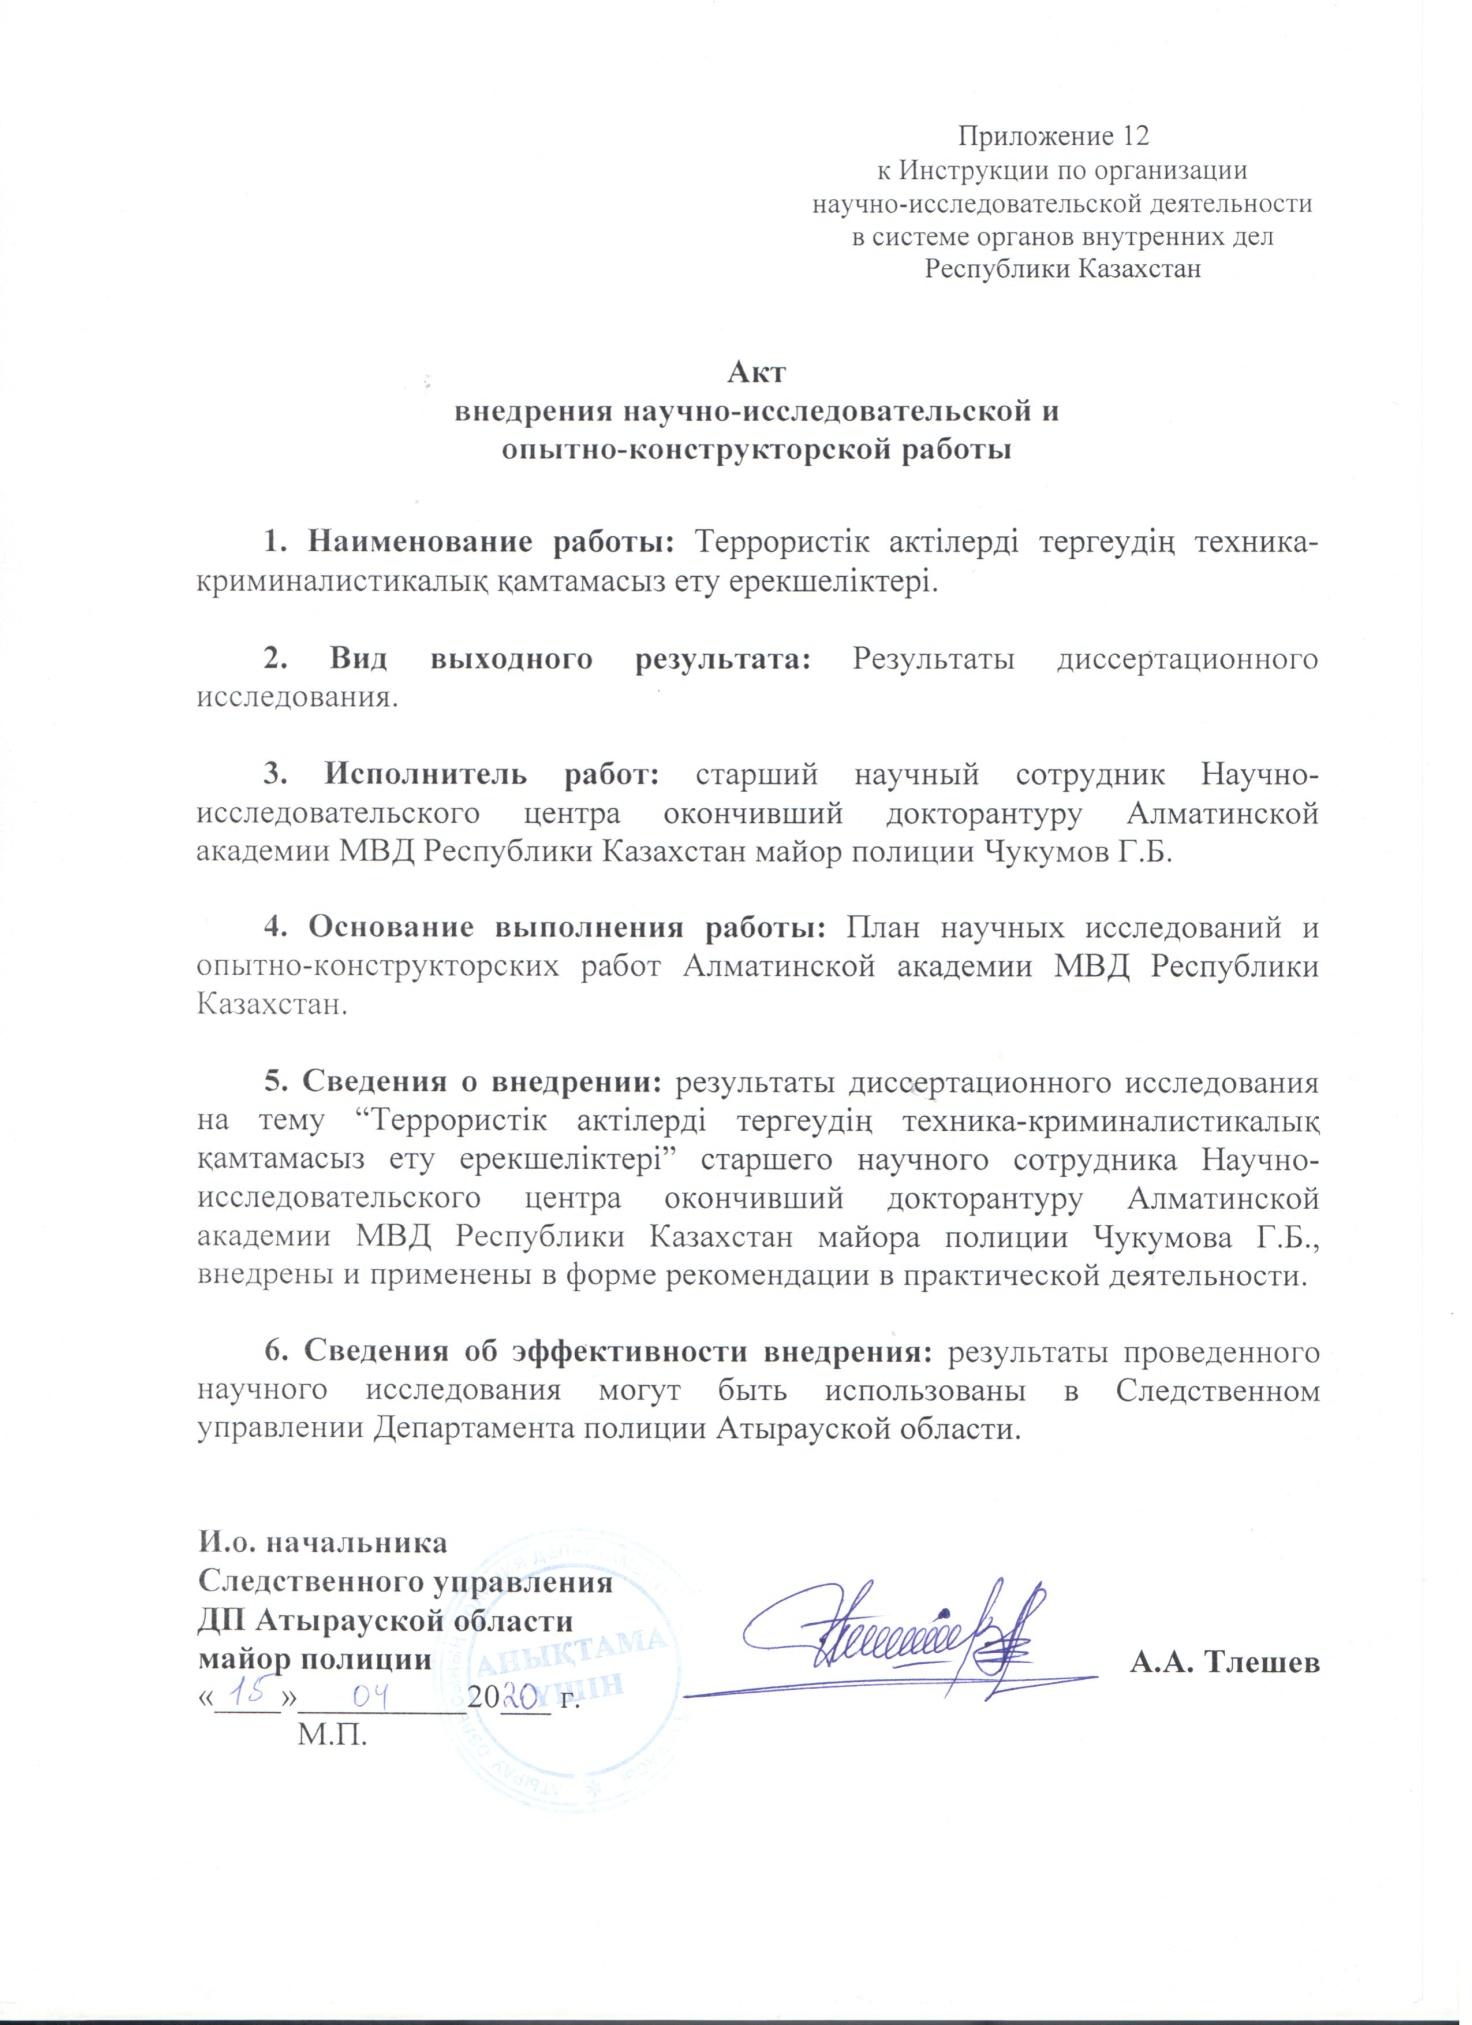 Приложение 12
к Инструкции по организации
научно-исследовательской деятельности
в системе органов внутренних дел
Республики Казахстан
Акт
внедрения научно-исследовательской и
опытно-конструкторской работы
1. Наименование работы: Террористік актілерді тергеудің техника-
криминалистикалық қамтамасыз ету ерекшеліктері.
2. Вид выходного результата: Результаты диссертационного
исследования.
3. Исполнитель работ: старший научный сотрудник Научно-
исследовательского центра окончивший докторантуру Алматинской
академии МВД Республики Казахстан майор полиции Чукумов Г.Б.
4. Основание выполнения работы: План научных исследований и
опытно-конструкторских работ Алматинской академии МВД Республики
Казахстан.
5. Сведения о внедрении: результаты диссертационного исследования
на тему “Террористік актілерді тергеудің техника-криминалистикалық
қамтамасыз ету ерекшеліктері” старшего научного сотрудника Научно-
исследовательского центра окончивший докторантуру Алматинской
академии МВД Республики Казахстан майора полиции Чукумова Г.Б.,
внедрены и применены в форме рекомендации в практической деятельности.
6. Сведения об эффективности внедрения: результаты проведенного
научного исследования могут быть использованы в Следственном
управлении Департамента полиции Атырауской области.
И.о. начальника
Следственного управления
ДП Атырауской области
майор полиции
А.А. Тлешев
«15» 04 2020 г.
М.П.
АНЫҚТАМА
ҮШІН